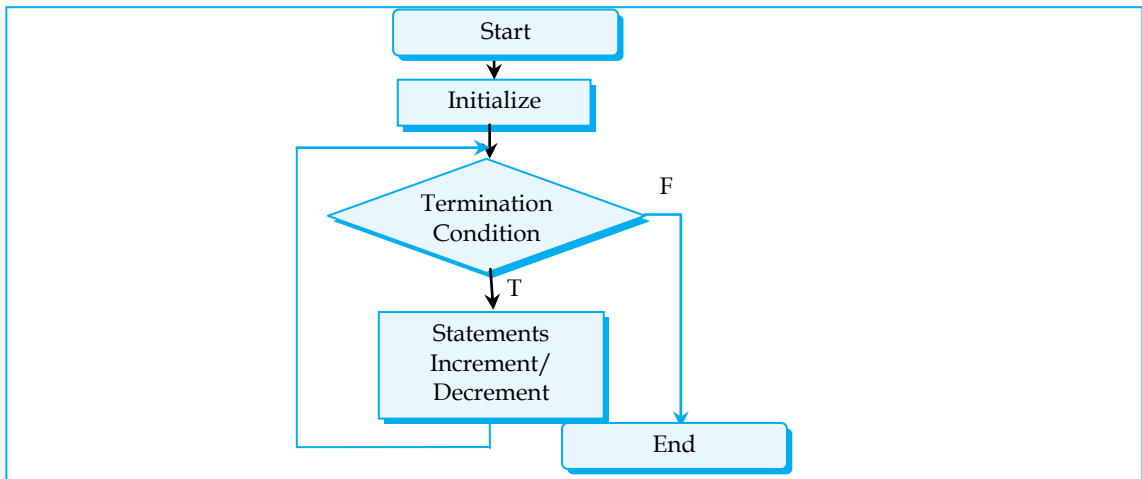 Start
Initialize
Termination
Condition
F
T
Statements
Increment/
Decrement
End